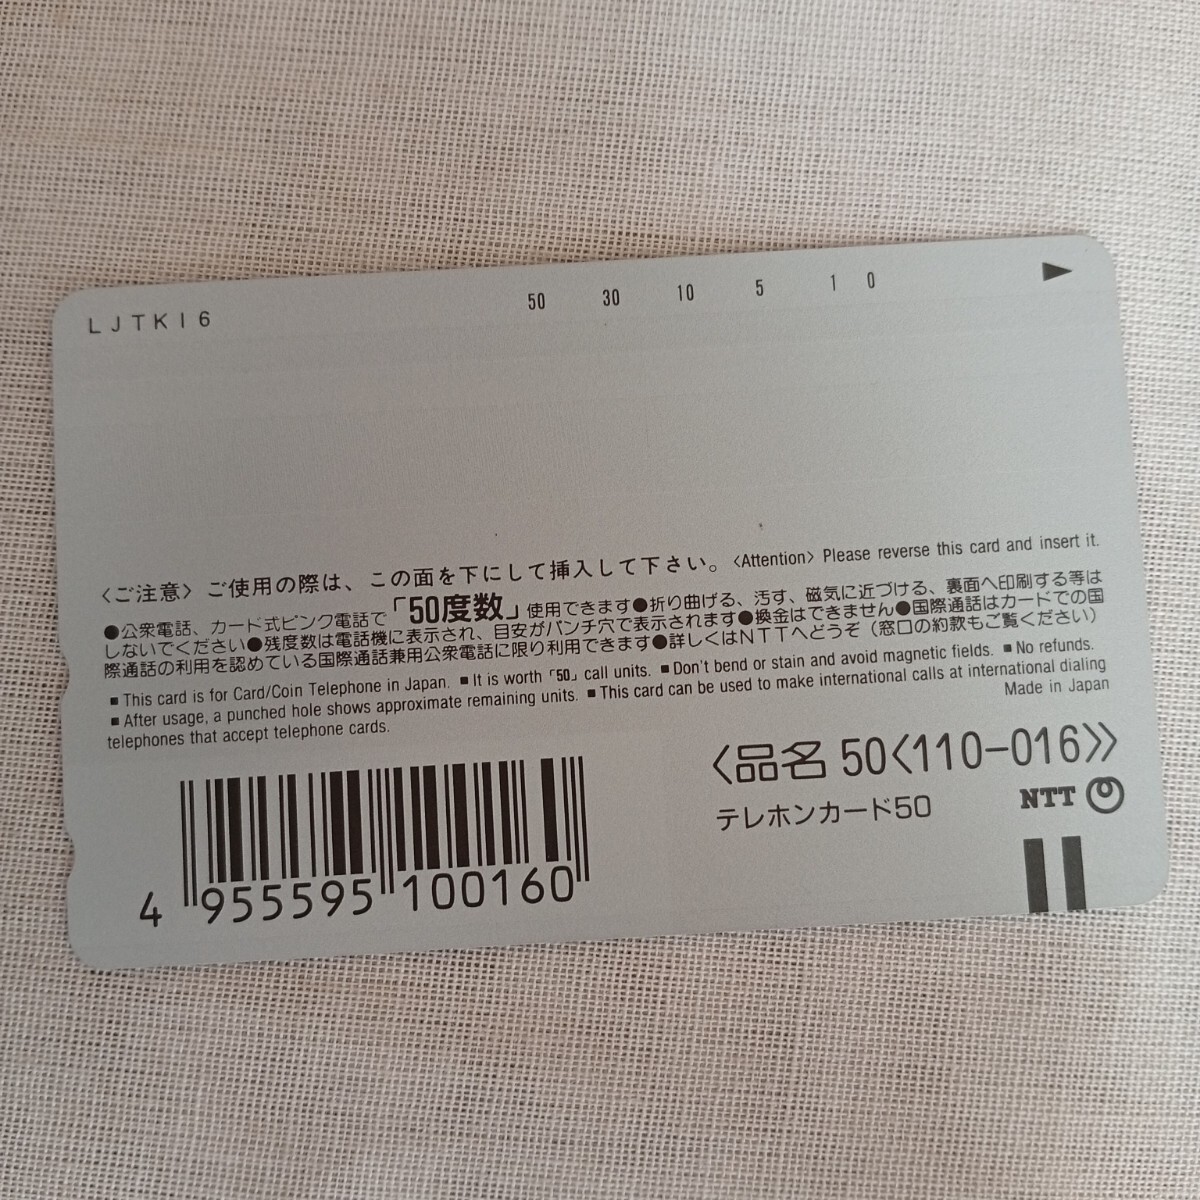 LJTKI6
50 30 10 5 1 0
〈ご注意〉ご使用の際は、この面を下にして挿入して下さい。〈Attention〉Please reverse this card and insert it.
●公衆電話、カード式ピンク電話で「50度数」使用できます●折り曲げる、汚す、磁気に近づける、裏面へ印刷する等は
しないでください●残度数は電話機に表示され、目安がパンチ穴で表示されます●換金はできません●国際通話はカードでの国
際通話の利用を認めている国際通話兼用公衆電話に限り利用できます●詳しくはNTTへどうぞ(窓口の約款もご覧ください)
■This card is for Card/Coin Telephone in Japan. ■It is worth「50」call units. ■Don't bend or stain and avoid magnetic fields. ■No refunds.
■After usage, a punched hole shows approximate remaining units. ■This card can be used to make international calls at international dialing
telephones that accept telephone cards.
Made in Japan
〈品名 50〈110-016〉〉
テレホンカード50
NTT
4 955595 100160